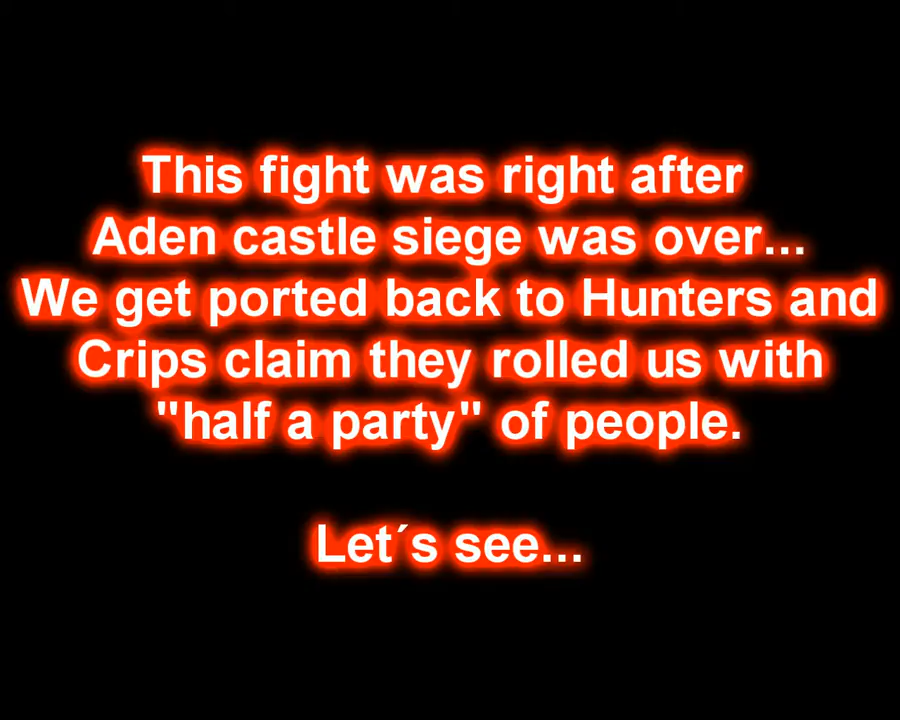 This fight was right after
Aden castle siege was over...
We get ported back to Hunters and
Crips claim they rolled us with
"half a party" of people.
Let´s see...